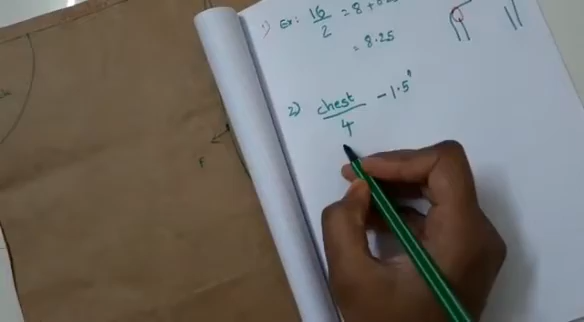 1) Ex: 16/2 = 8 +
= 8.25
2) chest/4 - 1.5"
F